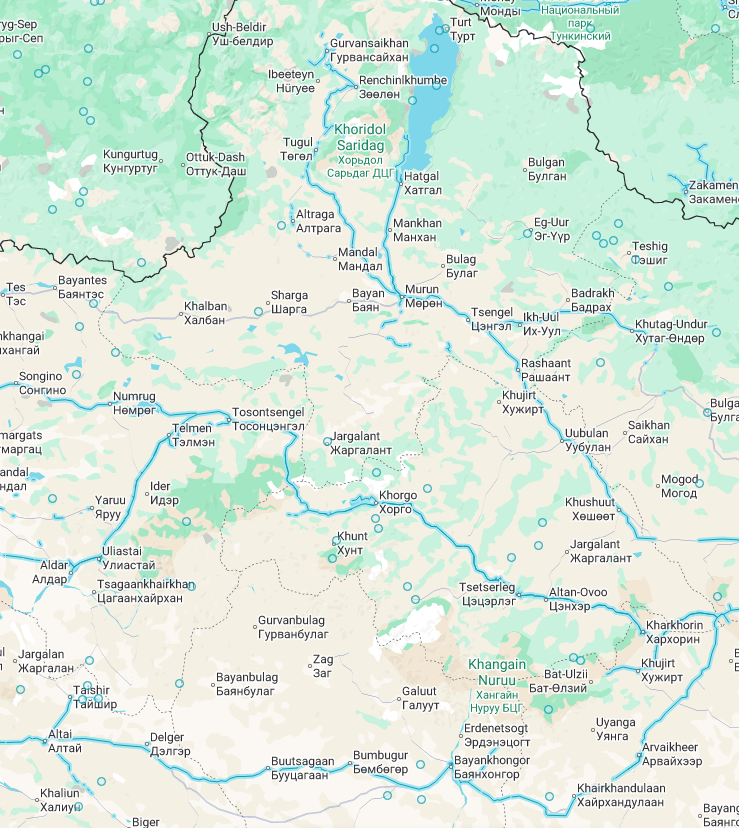 Монды
Turt
Турт
Национальный
парк
Тункинский
Ush-Beldir
Уш-белдир
Gurvansaikhan
Гурвансайхан
Ibeeteyn
Hüryee
Renchinlkhumbe
Зөөлөн
Khoridol
Saridag
Хорьдол
Сарьдаг ДЦГ
Tugul
Төгөл
Kungurtug
Кунгуртуг
Ottuk-Dash
Оттук-Даш
Hatgal
Хатгал
Bulgan
Булган
Zakamen
Закаменс
Altraga
Алтрага
Mankhan
Манхан
Eg-Uur
Эг-Үүр
Teshig
Тэшиг
Mandal
Мандал
Bulag
Булаг
Tes
Тэс
Bayantes
Баянтэс
Sharga
Шарга
Khalban
Халбан
Bayan
Баян
Murun
Мөрөн
Tsengel
Цэнгэл
Ikh-Uul
Их-Уул
Badrakh
Бадрах
Khutag-Undur
Хутаг-Өндөр
nkhangai
нхангай
Songino
Сонгино
Rashaant
Рашаант
Numrug
Нөмрөг
Tosontsengel
Тосонцэнгэл
Telmen
Тэлмэн
Khujirt
Хужирт
Bulga
Jargalant
Жаргалант
Uubulan
Уубулан
Saikhan
Сайхан
Ider
Идэр
Yaruu
Яруу
Khorgo
Хорго
Mogod
Могод
Khushuut
Хөшөөт
Khunt
Хунт
Jargalant
Жаргалант
Aldar
Алдар
Uliastai
Улиастай
Tsagaankhairkhan
Цагаанхайрхан
Tsetserleg
Цэцэрлэг
Altan-Ovoo
Цэнхэр
Gurvanbulag
Гурванбулаг
Kharkhorin
Хархорин
Jargalan
Жаргалан
Zag
Заг
Khangain
Nuruu
Хангайн
Нуруу БЦГ
Khujirt
Хужирт
Bat-Ulzii
Бат-Өлзий
Bayanbulag
Баянбулаг
Taishir
Тайшир
Galuut
Галуут
Uyanga
Уянга
Altai
Алтай
Delger
Дэлгэр
Erdenetsogt
Эрдэнэцогт
Arvaikheer
Арвайхээр
Buutsagaan
Бууцагаан
Bumbugur
Бөмбөгөр
Bayankhongor
Баянхонгор
Khairkhandulaan
Хайрхандулаан
Khaliun
Халиун
Biger